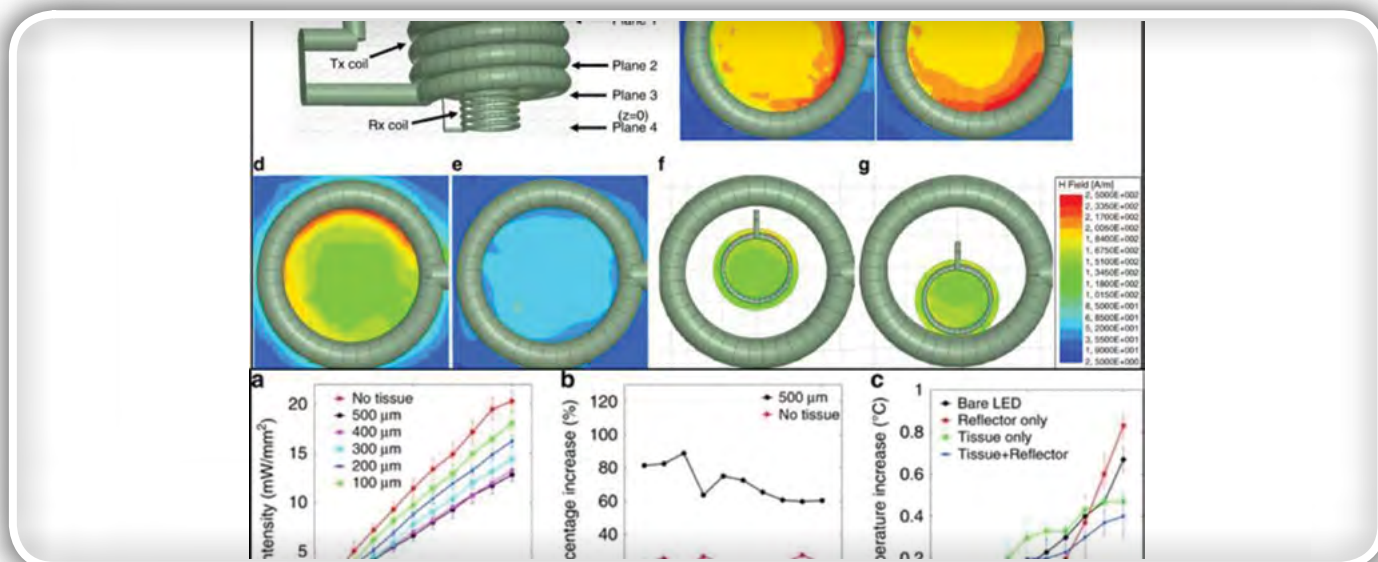 Tx coil
Plane 2
Plane 3
Rx coil
(z=0)
Plane 4
d
e
f
g
H Field [A/m]
2, 5000E+002
2, 3350E+002
2, 1700E+002
2, 0050E+002
1, 8400E+002
1, 6750E+002
1, 5100E+002
1, 3450E+002
1, 1800E+002
1, 0150E+002
8, 5000E+001
6, 8500E+001
5, 2000E+001
3, 5500E+001
1, 9000E+001
2, 5000E+000
a
No tissue
500 μm
400 μm
300 μm
200 μm
100 μm
20
15
10
5
ntensity (mW/mm²)
b
500 μm
No tissue
120
100
80
60
40
centage increase (%)
c
Bare LED
Reflector only
Tissue only
Tissue+Reflector
1
0.8
0.6
0.4
0.2
perature increase (°C)